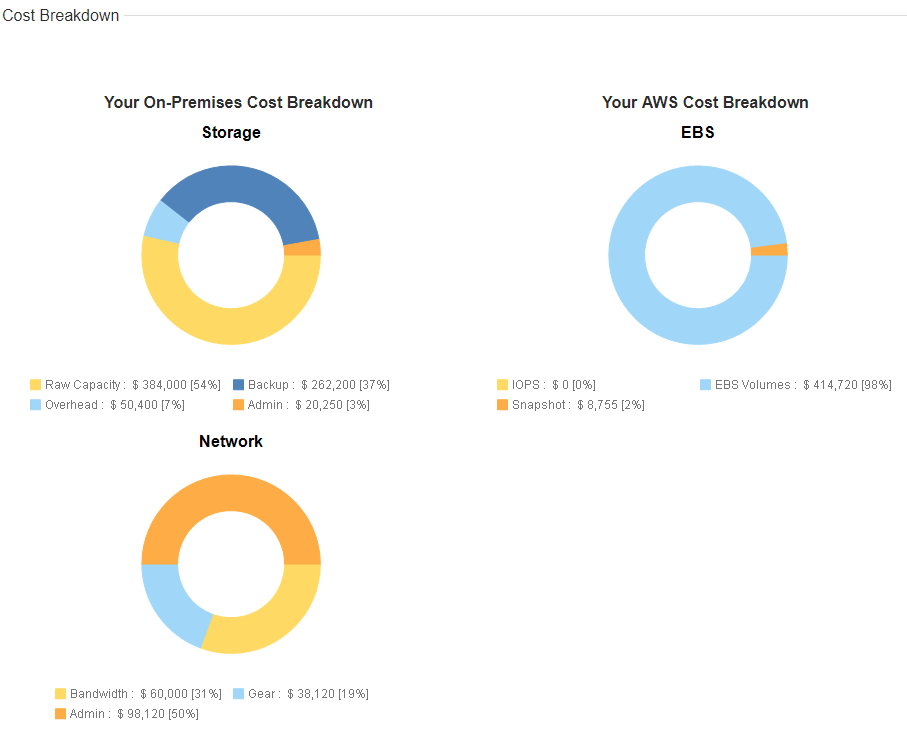 Cost Breakdown
Your On-Premises Cost Breakdown
Storage
Raw Capacity : $ 384,000 [54%] Backup : $ 262,200 [37%]
Overhead : $ 50,400 [7%] Admin : $ 20,250 [3%]
Network
Bandwidth : $ 60,000 [31%] Gear : $ 38,120 [19%]
Admin : $ 98,120 [50%]
Your AWS Cost Breakdown
EBS
IOPS : $ 0 [0%] EBS Volumes : $ 414,720 [98%]
Snapshot : $ 8,755 [2%]